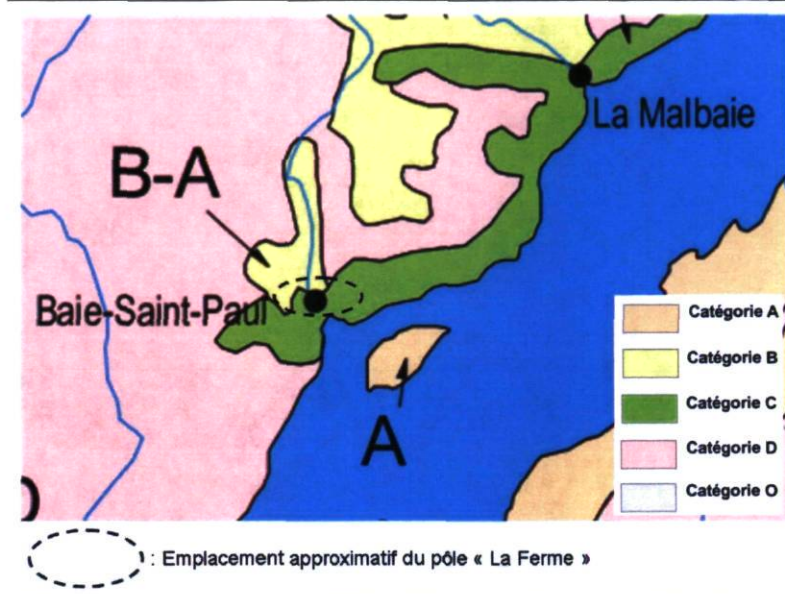 La Malbaie
B-A
Baie-Saint-Paul
A
Catégorie A
Catégorie B
Catégorie C
Catégorie D
Catégorie O
: Emplacement approximatif du pôle « La Ferme »